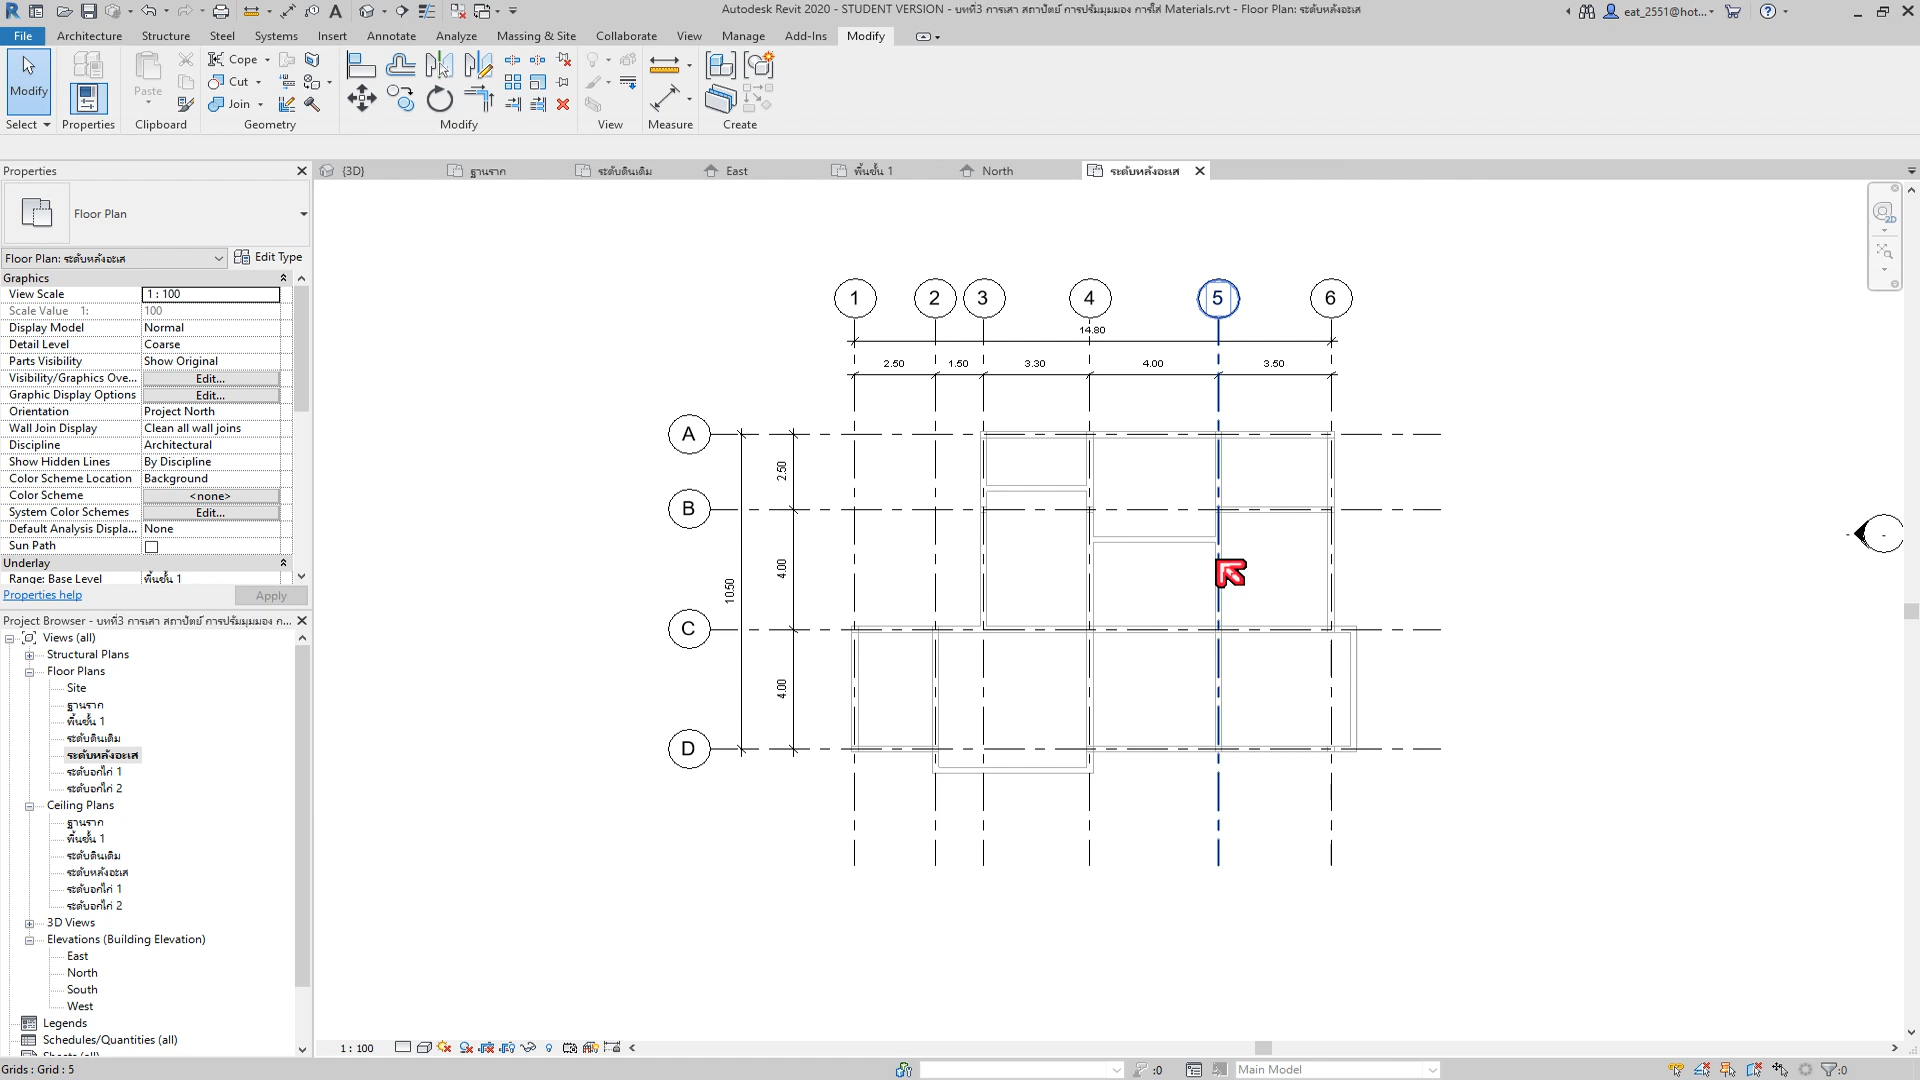 Autodesk Revit 2020 - STUDENT VERSION - บทที่3 การเสา สถาปัตย์ การปรับมุมมอง การใส่ Materials.rvt - Floor Plan: ระดับหลังอะเส
eat_2551@hot...
File Architecture Structure Steel Systems Insert Annotate Analyze Massing & Site Collaborate View Manage Add-Ins Modify
Modify
Paste
Cope
Cut
Join
Select Properties Clipboard Geometry Modify View Measure Create
Properties
{3D} ฐานราก ระดับดินเดิม East พื้นชั้น 1 North ระดับหลังอะเส
Floor Plan
Floor Plan: ระดับหลังอะเส Edit Type
Graphics
View Scale 1 : 100
Scale Value 1: 100
Display Model Normal
Detail Level Coarse
Parts Visibility Show Original
Visibility/Graphics Ove... Edit...
Graphic Display Options Edit...
Orientation Project North
Wall Join Display Clean all wall joins
Discipline Architectural
Show Hidden Lines By Discipline
Color Scheme Location Background
Color Scheme <none>
System Color Schemes Edit...
Default Analysis Displa... None
Sun Path
Underlay
Range: Base Level พื้นชั้น 1
Properties help Apply
Project Browser - บทที่3 การเสา สถาปัตย์ การปรับมุมมอง ก...
Views (all)
Structural Plans
Floor Plans
Site
ฐานราก
พื้นชั้น 1
ระดับดินเดิม
ระดับหลังอะเส
ระดับอกไก่ 1
ระดับอกไก่ 2
Ceiling Plans
ฐานราก
พื้นชั้น 1
ระดับดินเดิม
ระดับหลังอะเส
ระดับอกไก่ 1
ระดับอกไก่ 2
3D Views
Elevations (Building Elevation)
East
North
South
West
Legends
Schedules/Quantities (all)
Sheets (all)
1 2 3 4 5 6
14.80
2.50 1.50 3.30 4.00 3.50
A
2.50
B
10.50
4.00
C
4.00
D
2D
1 : 100
Grids : Grid : 5
:0
Main Model
:0